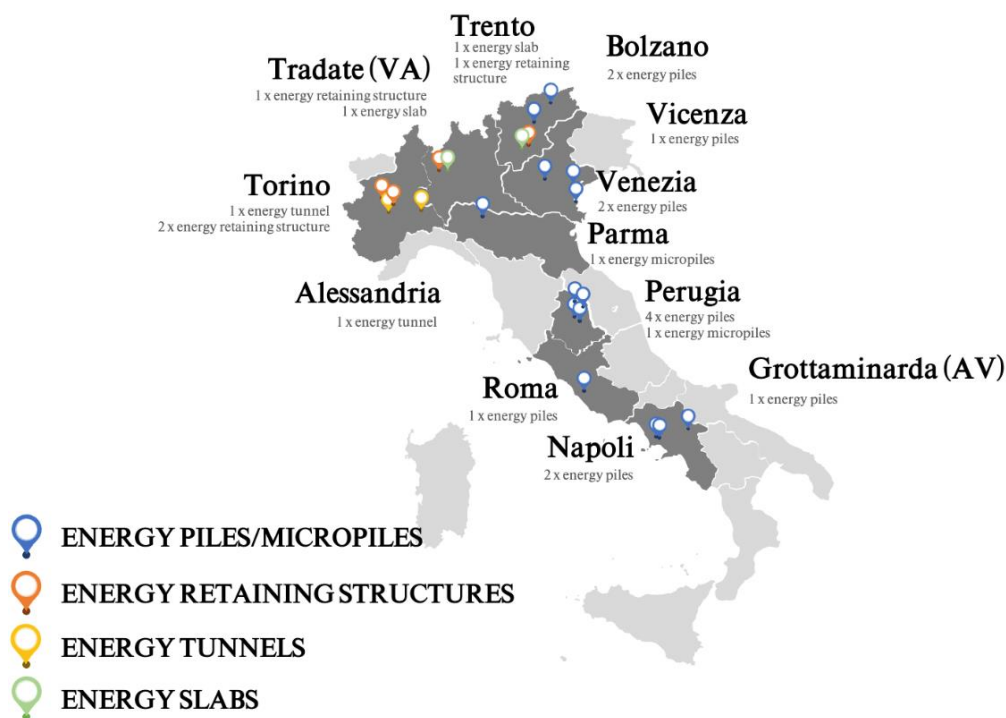 Trento
1 x energy slab
1 x energy retaining
structure
Bolzano
2 x energy piles
Tradate (VA)
1 x energy retaining structure
1 x energy slab
Vicenza
1 x energy piles
Torino
1 x energy tunnel
2 x energy retaining structure
Venezia
2 x energy piles
Parma
1 x energy micropiles
Alessandria
1 x energy tunnel
Perugia
4 x energy piles
1 x energy micropiles
Grottaminarda (AV)
1 x energy piles
Roma
1 x energy piles
Napoli
2 x energy piles
ENERGY PILES/MICROPILES
ENERGY RETAINING STRUCTURES
ENERGY TUNNELS
ENERGY SLABS